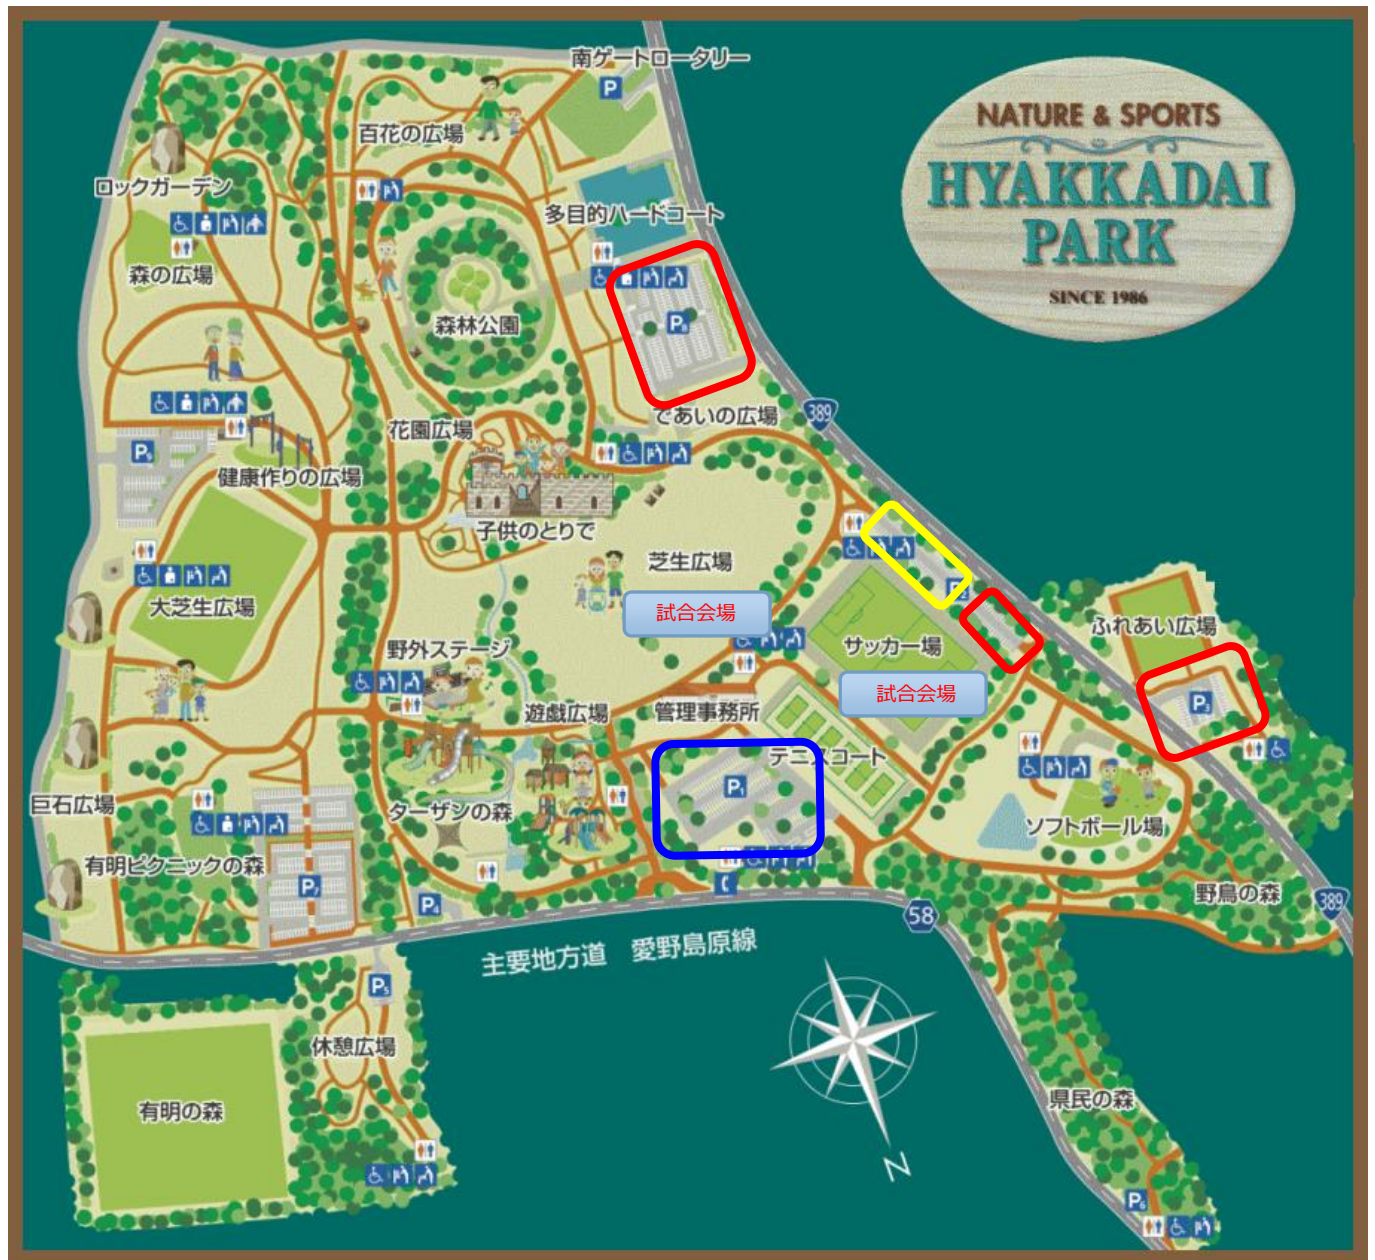 南ゲートロータリー
P
NATURE & SPORTS
HYAKKADAI
PARK
SINCE 1986
百花の広場
ロックガーデン
多目的ハードコート
森の広場
森林公園
P8
であいの広場
389
花園広場
P9
健康作りの広場
子供のとりで
芝生広場
試合会場
P2
大芝生広場
ふれあい広場
サッカー場
野外ステージ
試合会場
P3
遊戯広場
管理事務所
テニスコート
P1
巨石広場
ターザンの森
ソフトボール場
有明ピクニックの森
P7
P4
野鳥の森
389
58
主要地方道 愛野島原線
P5
休憩広場
有明の森
県民の森
N
P6